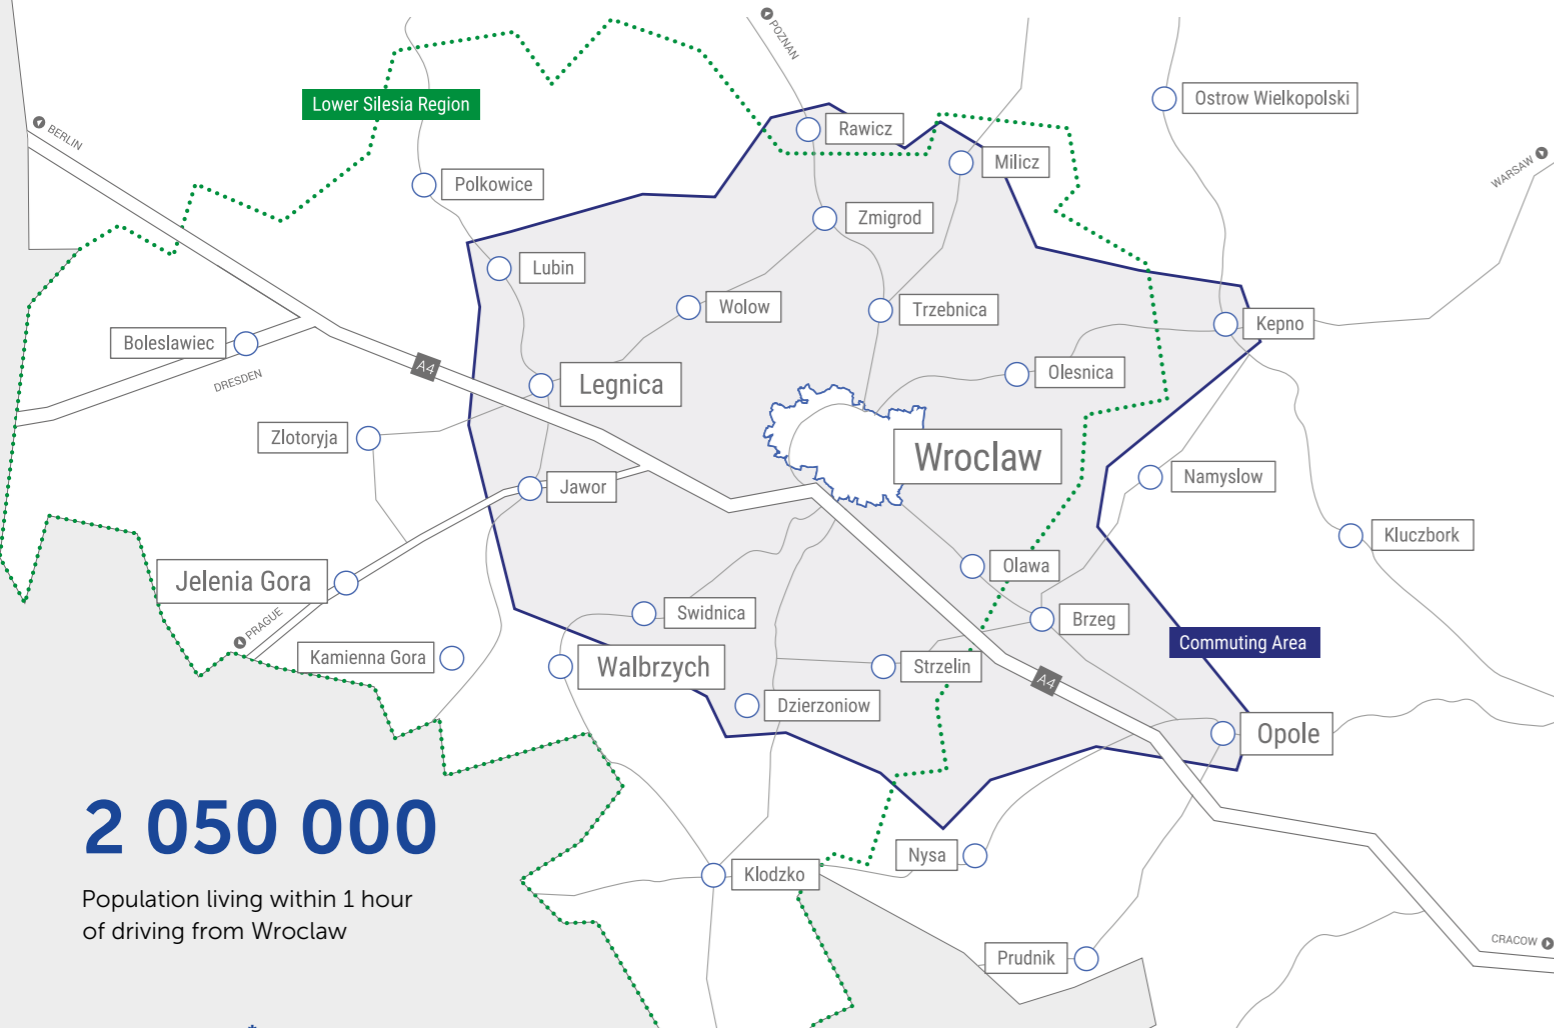 POZNAN
Lower Silesia Region
Ostrow Wielkopolski
BERLIN
Rawicz
Milicz
WARSAW
Polkowice
Zmigrod
Lubin
Wolow
Trzebnica
Kepno
Boleslawiec
A4
DRESDEN
Legnica
Olesnica
Zlotoryja
Wroclaw
Jawor
Namyslow
Kluczbork
Jelenia Gora
Olawa
Swidnica
Brzeg
PRAGUE
Commuting Area
Kamienna Gora
Walbrzych
Strzelin
A4
Dzierzoniow
Opole
2 050 000
Population living within 1 hour
of driving from Wroclaw
Nysa
Klodzko
CRACOW
Prudnik
*